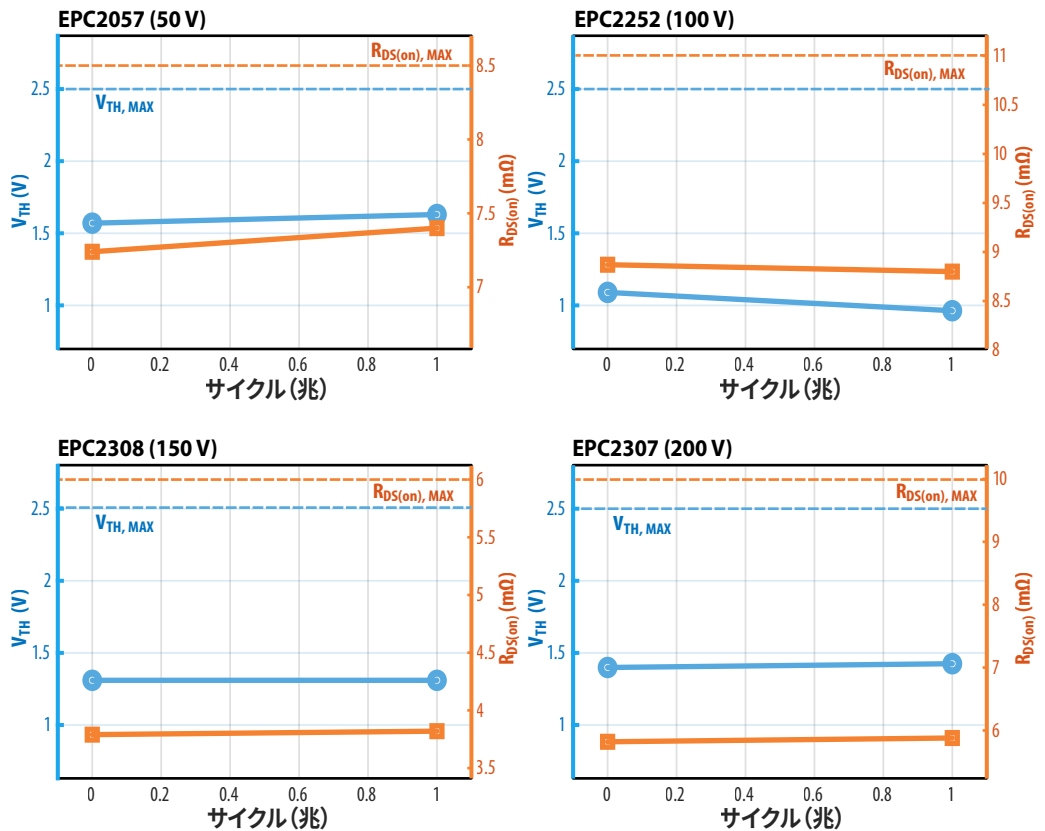 EPC2057 (50 V)
RDS(on), MAX
VTH, MAX
VTH (V)
2.5
2
1.5
1
8.5
8
7.5
7
RDS(on) (mΩ)
0 0.2 0.4 0.6 0.8 1
サイクル（兆）
EPC2252 (100 V)
RDS(on), MAX
VTH (V)
2.5
2
1.5
1
11
10.5
10
9.5
9
8.5
8
RDS(on) (mΩ)
0 0.2 0.4 0.6 0.8 1
サイクル（兆）
EPC2308 (150 V)
RDS(on), MAX
VTH, MAX
VTH (V)
2.5
2
1.5
1
6
5.5
5
4.5
4
3.5
RDS(on) (mΩ)
0 0.2 0.4 0.6 0.8 1
サイクル（兆）
EPC2307 (200 V)
RDS(on), MAX
VTH, MAX
VTH (V)
2.5
2
1.5
1
10
9
8
7
6
RDS(on) (mΩ)
0 0.2 0.4 0.6 0.8 1
サイクル（兆）